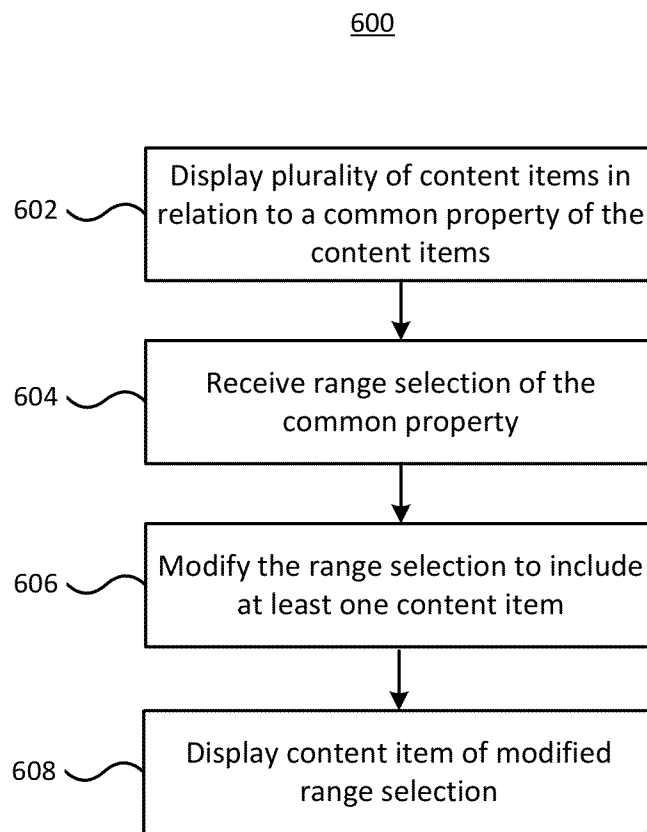 600
602
Display plurality of content items in
relation to a common property of the
content items
604
Receive range selection of the
common property
606
Modify the range selection to include
at least one content item
608
Display content item of modified
range selection